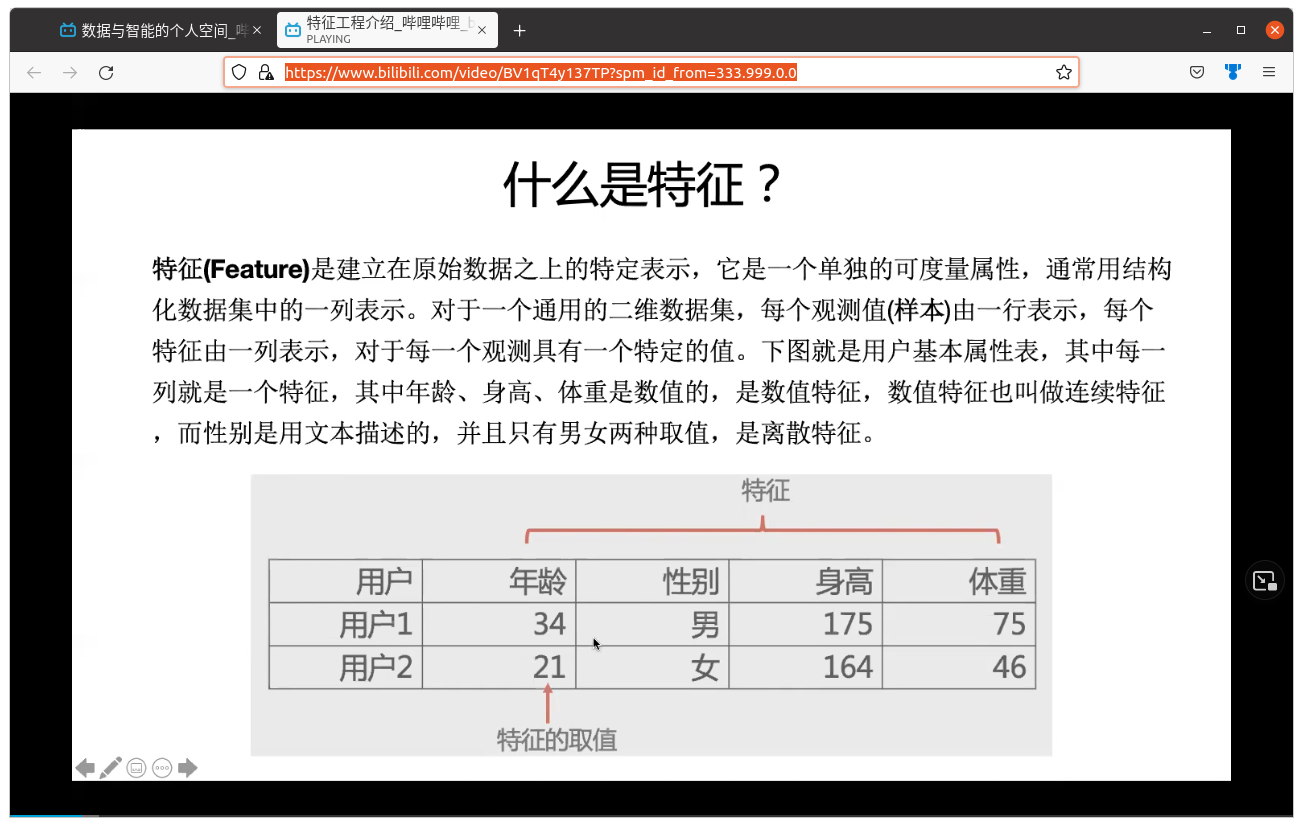 数据与智能的个人空间_哔
特征工程介绍_哔哩哔哩_b
PLAYING
https://www.bilibili.com/video/BV1qT4y137TP?spm_id_from=333.999.0.0
什么是特征？
特征(Feature)是建立在原始数据之上的特定表示，它是一个单独的可度量属性，通常用结构
化数据集中的一列表示。对于一个通用的二维数据集，每个观测值(样本)由一行表示，每个
特征由一列表示，对于每一个观测具有一个特定的值。下图就是用户基本属性表，其中每一
列就是一个特征，其中年龄、身高、体重是数值的，是数值特征，数值特征也叫做连续特征
，而性别是用文本描述的，并且只有男女两种取值，是离散特征。
特征
用户 年龄 性别 身高 体重
用户1 34 男 175 75
用户2 21 女 164 46
特征的取值